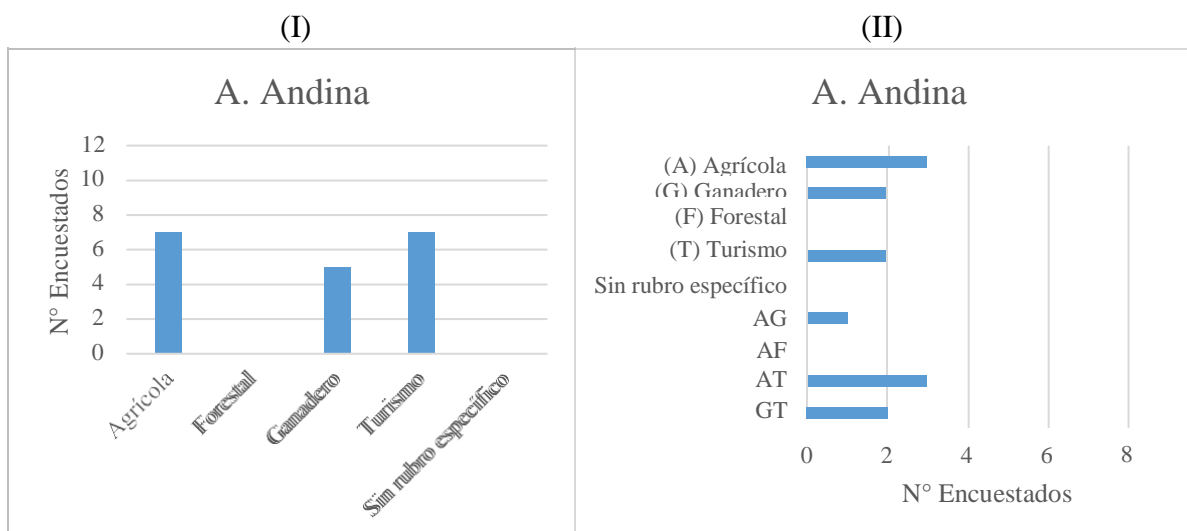 (I)
A. Andina
12
10
8
6
4
2
0
N° Encuestados
Agrícola
Forestal
Ganadero
Turismo
Sin rubro específico
(II)
A. Andina
(A) Agrícola
(G) Ganadero
(F) Forestal
(T) Turismo
Sin rubro específico
AG
AF
AT
GT
0 2 4 6 8
N° Encuestados